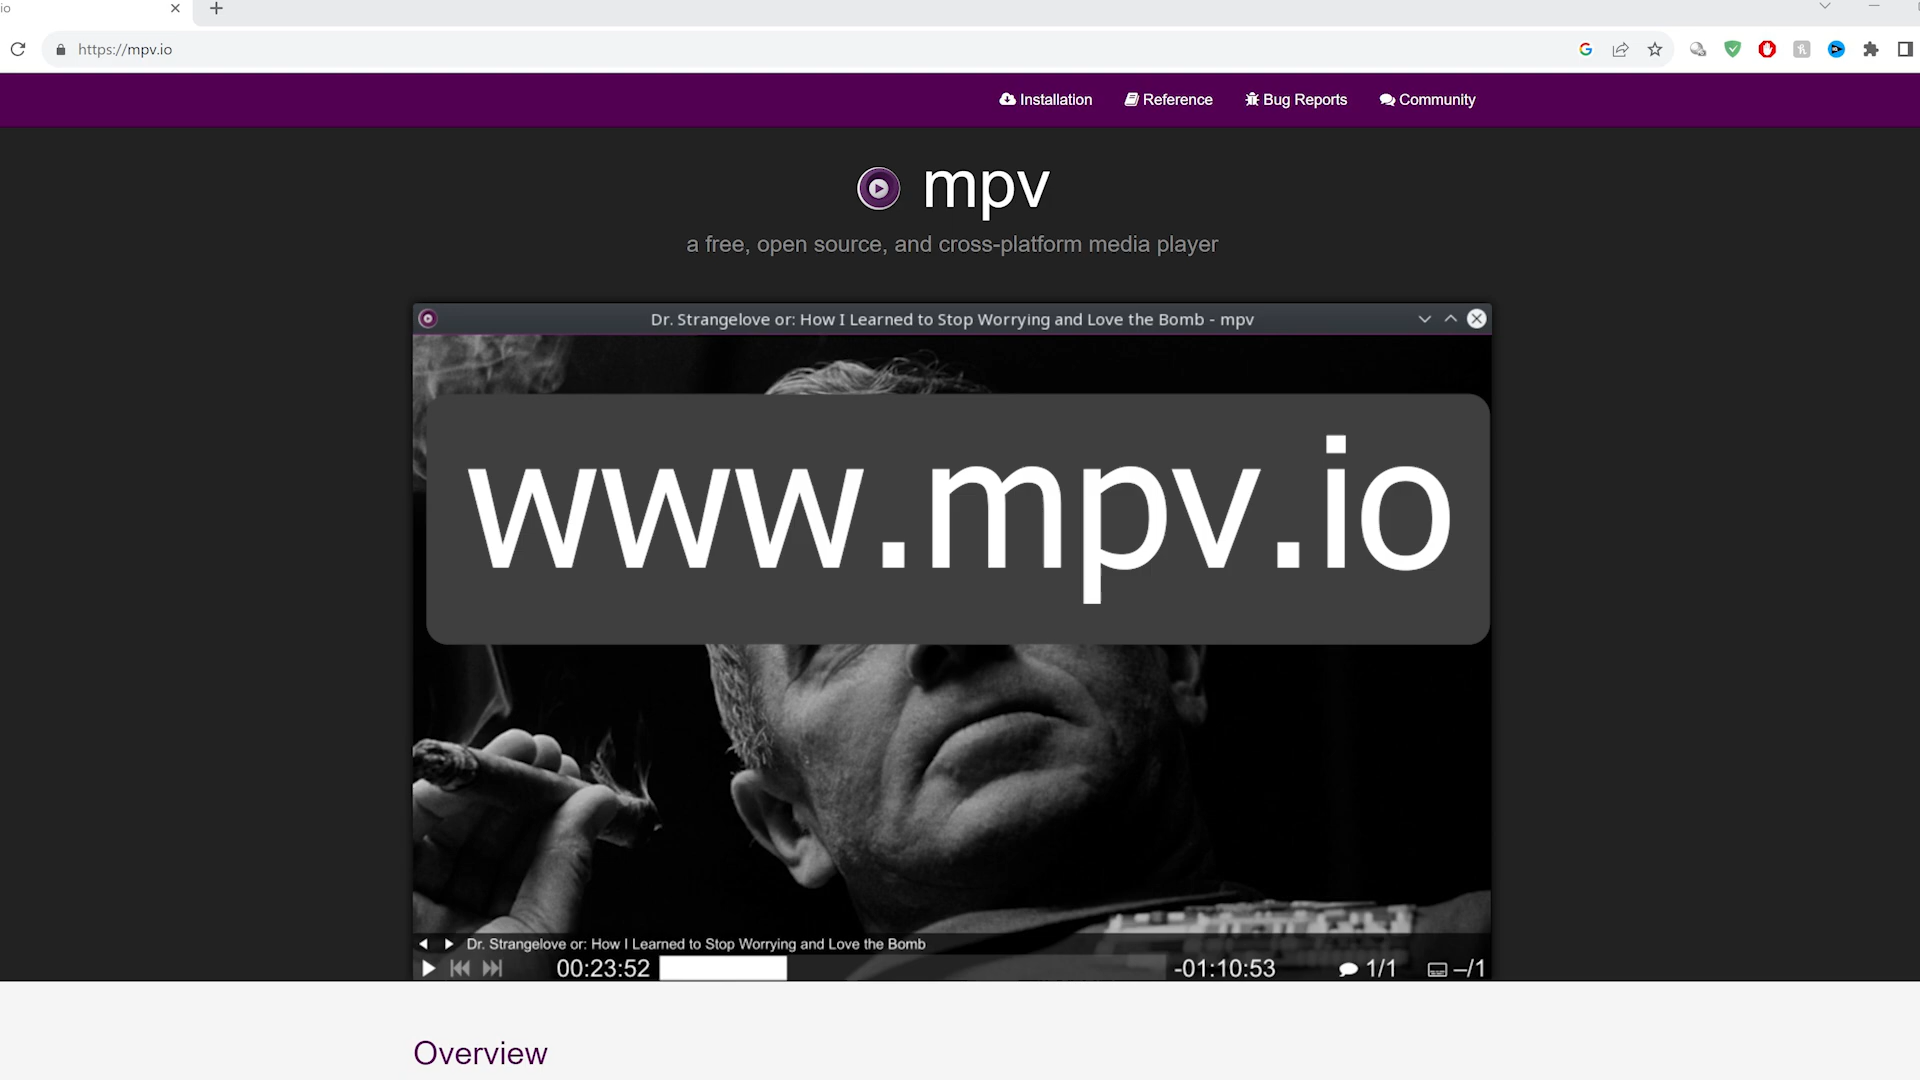 io
https://mpv.io
Installation
Reference
Bug Reports
Community
mpv
a free, open source, and cross-platform media player
Dr. Strangelove or: How I Learned to Stop Worrying and Love the Bomb - mpv
www.mpv.io
Dr. Strangelove or: How I Learned to Stop Worrying and Love the Bomb
00:23:52
-01:10:53
1/1
–/1
Overview